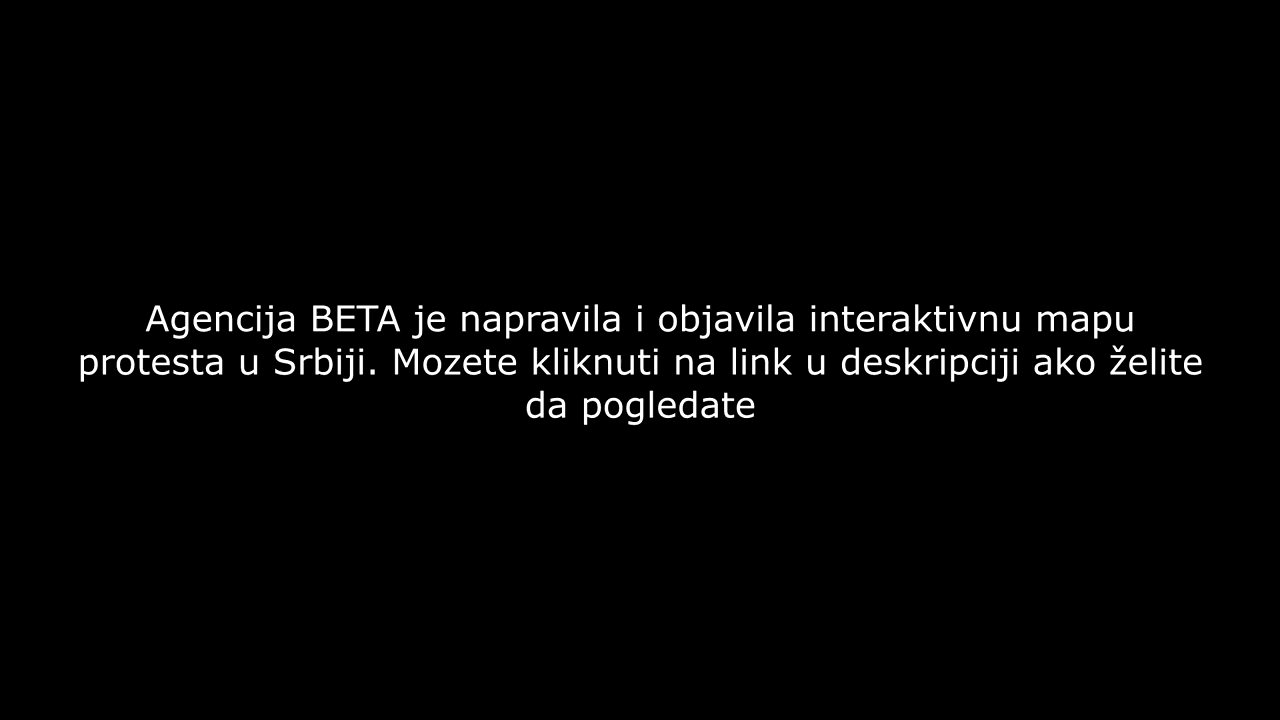 Agencija BETA je napravila i objavila interaktivnu mapu
protesta u Srbiji. Mozete kliknuti na link u deskripciji ako želite
da pogledate